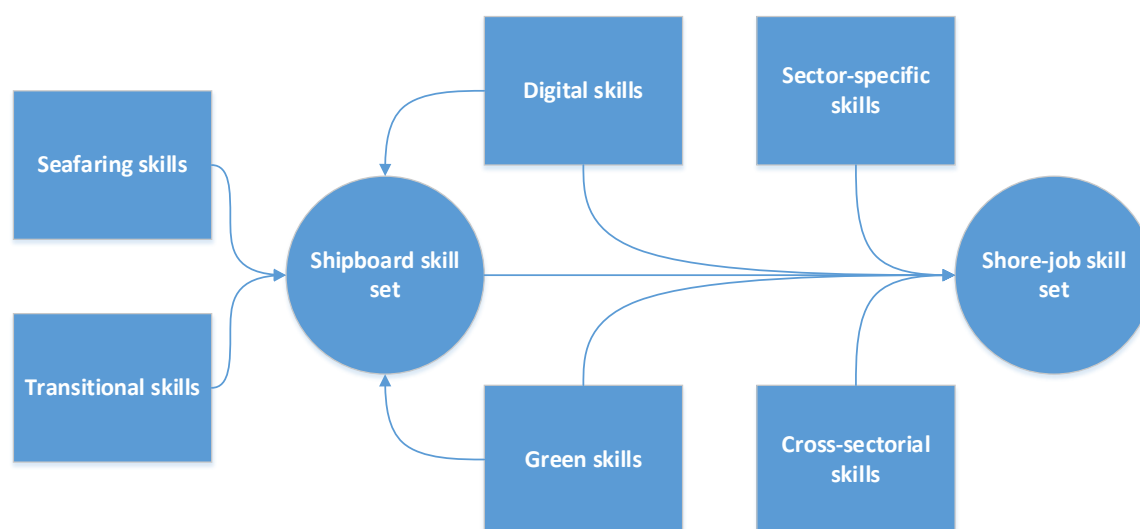 Seafaring skills
Transitional skills
Shipboard skill
set
Digital skills
Green skills
Sector-specific
skills
Cross-sectorial
skills
Shore-job skill
set